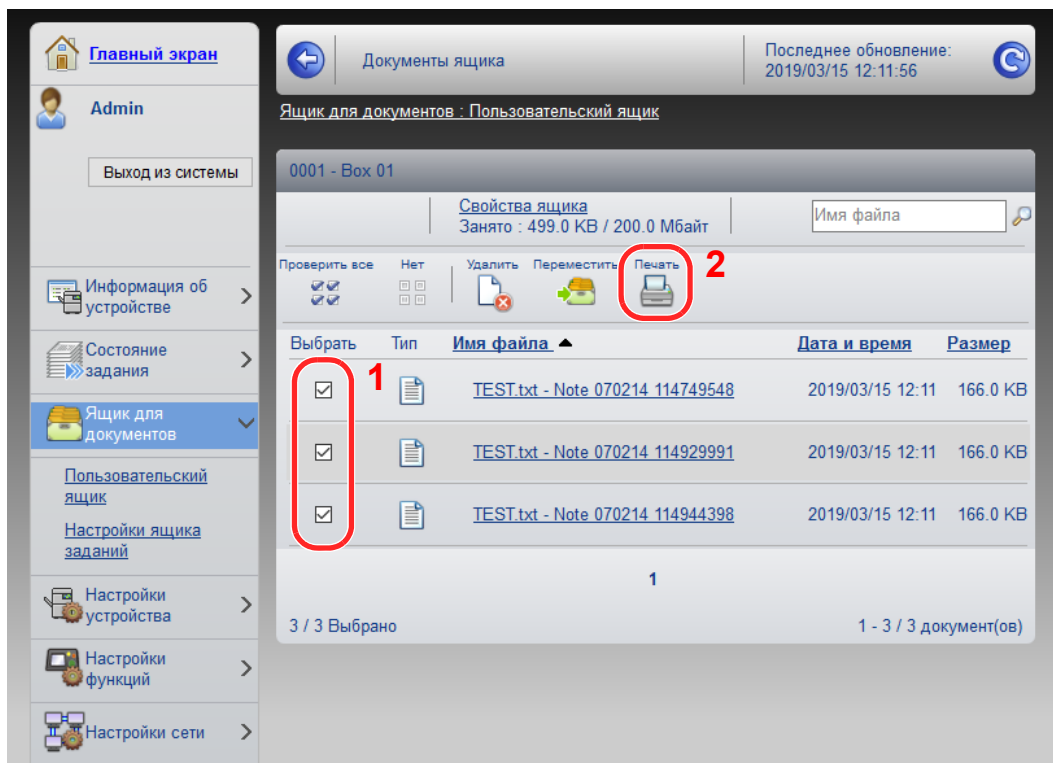 Главный экран
Admin
Выход из системы
Информация об
устройстве
Состояние
задания
Ящик для
документов
Пользовательский
ящик
Настройки ящика
заданий
Настройки
устройства
Настройки
функций
Настройки сети
Документы ящика
Последнее обновление:
2019/03/15 12:11:56
Ящик для документов : Пользовательский ящик
0001 - Box 01
Свойства ящика
Занято : 499.0 KB / 200.0 Мбайт
Имя файла
Проверить все Нет Удалить Переместить Печать 2
Выбрать Тип Имя файла Дата и время Размер
1
TEST.txt - Note 070214 114749548 2019/03/15 12:11 166.0 KB
TEST.txt - Note 070214 114929991 2019/03/15 12:11 166.0 KB
TEST.txt - Note 070214 114944398 2019/03/15 12:11 166.0 KB
1
3 / 3 Выбрано 1 - 3 / 3 документ(ов)